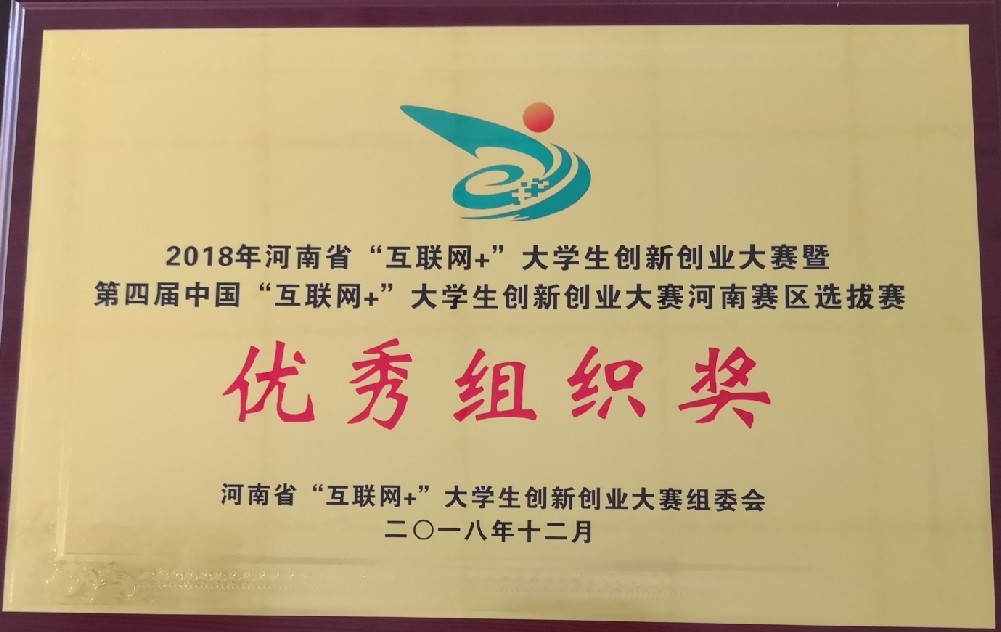 2018年河南省“互联网+”大学生创新创业大赛暨
第四届中国“互联网+”大学生创新创业大赛河南赛区选拔赛
优秀组织奖
河南省“互联网+”大学生创新创业大赛组委会
二〇一八年十二月